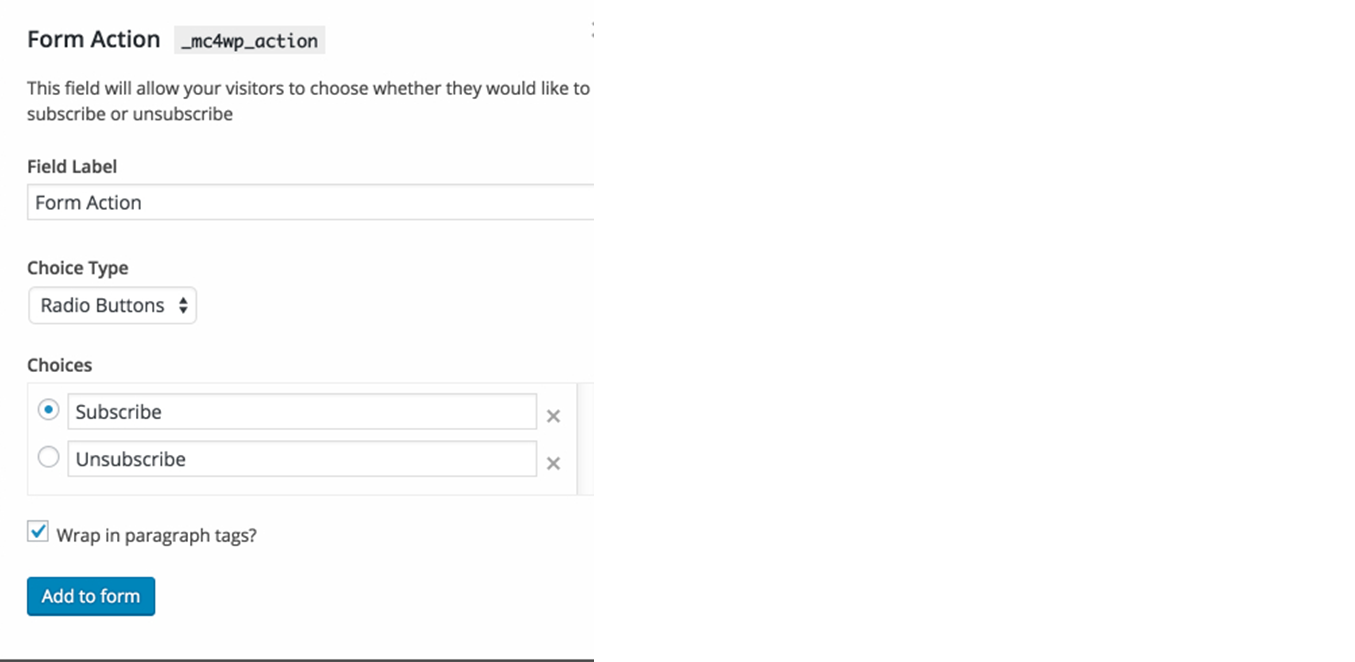 Form Action _mc4wp_action
This field will allow your visitors to choose whether they would like to
subscribe or unsubscribe
Field Label
Form Action
Choice Type
Radio Buttons
Choices
Subscribe
Unsubscribe
Wrap in paragraph tags?
Add to form